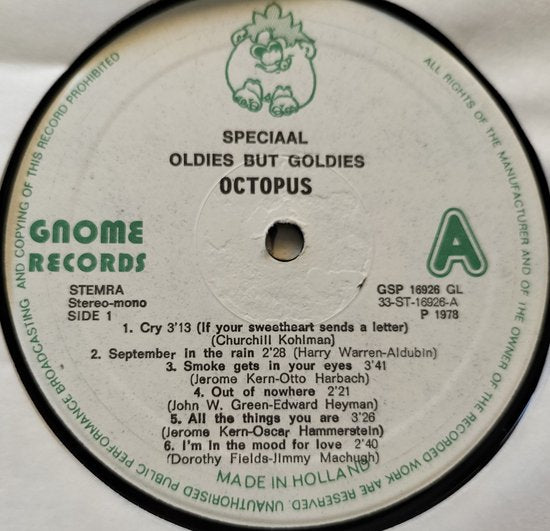 SPECIAAL
OLDIES BUT GOLDIES
OCTOPUS
GNOME
RECORDS
A
STEMRA
Stereo-mono
SIDE 1
GSP 16926 GL
33-ST-16926-A
P 1978
1. Cry 3'13 (If your sweetheart sends a letter)
(Churchill Kohlman)
2. September in the rain 2'28 (Harry Warren-Aldubin)
3. Smoke gets in your eyes 3'41
(Jerome Kern-Otto Harbach)
4. Out of nowhere 2'21
(John W. Green-Edward Heyman)
5. All the things you are 3'26
(Jerome Kern-Oscar Hammerstein)
6. I'm in the mood for love 2'40
(Dorothy Fields-Jimmy Machugh)
MADE IN HOLLAND
ALL RIGHTS OF THE MANUFACTURER AND OF THE OWNER OF THE RECORDED WORK ARE RESERVED. UNAUTHORISED PUBLIC PERFORMANCE BROADCASTING AND COPYING OF THIS RECORD PROHIBITED